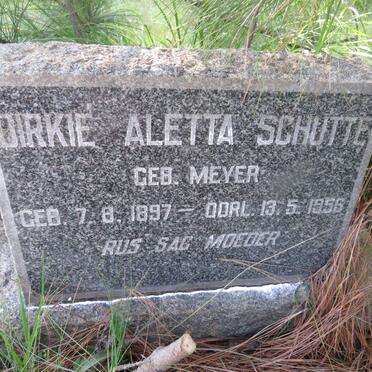 DIRKIE ALETTA SCHUTTE
GEB. MEYER
GEB. 7. 8. 1897 — OORL. 13. 5. 1956
RUS SAG MOEDER